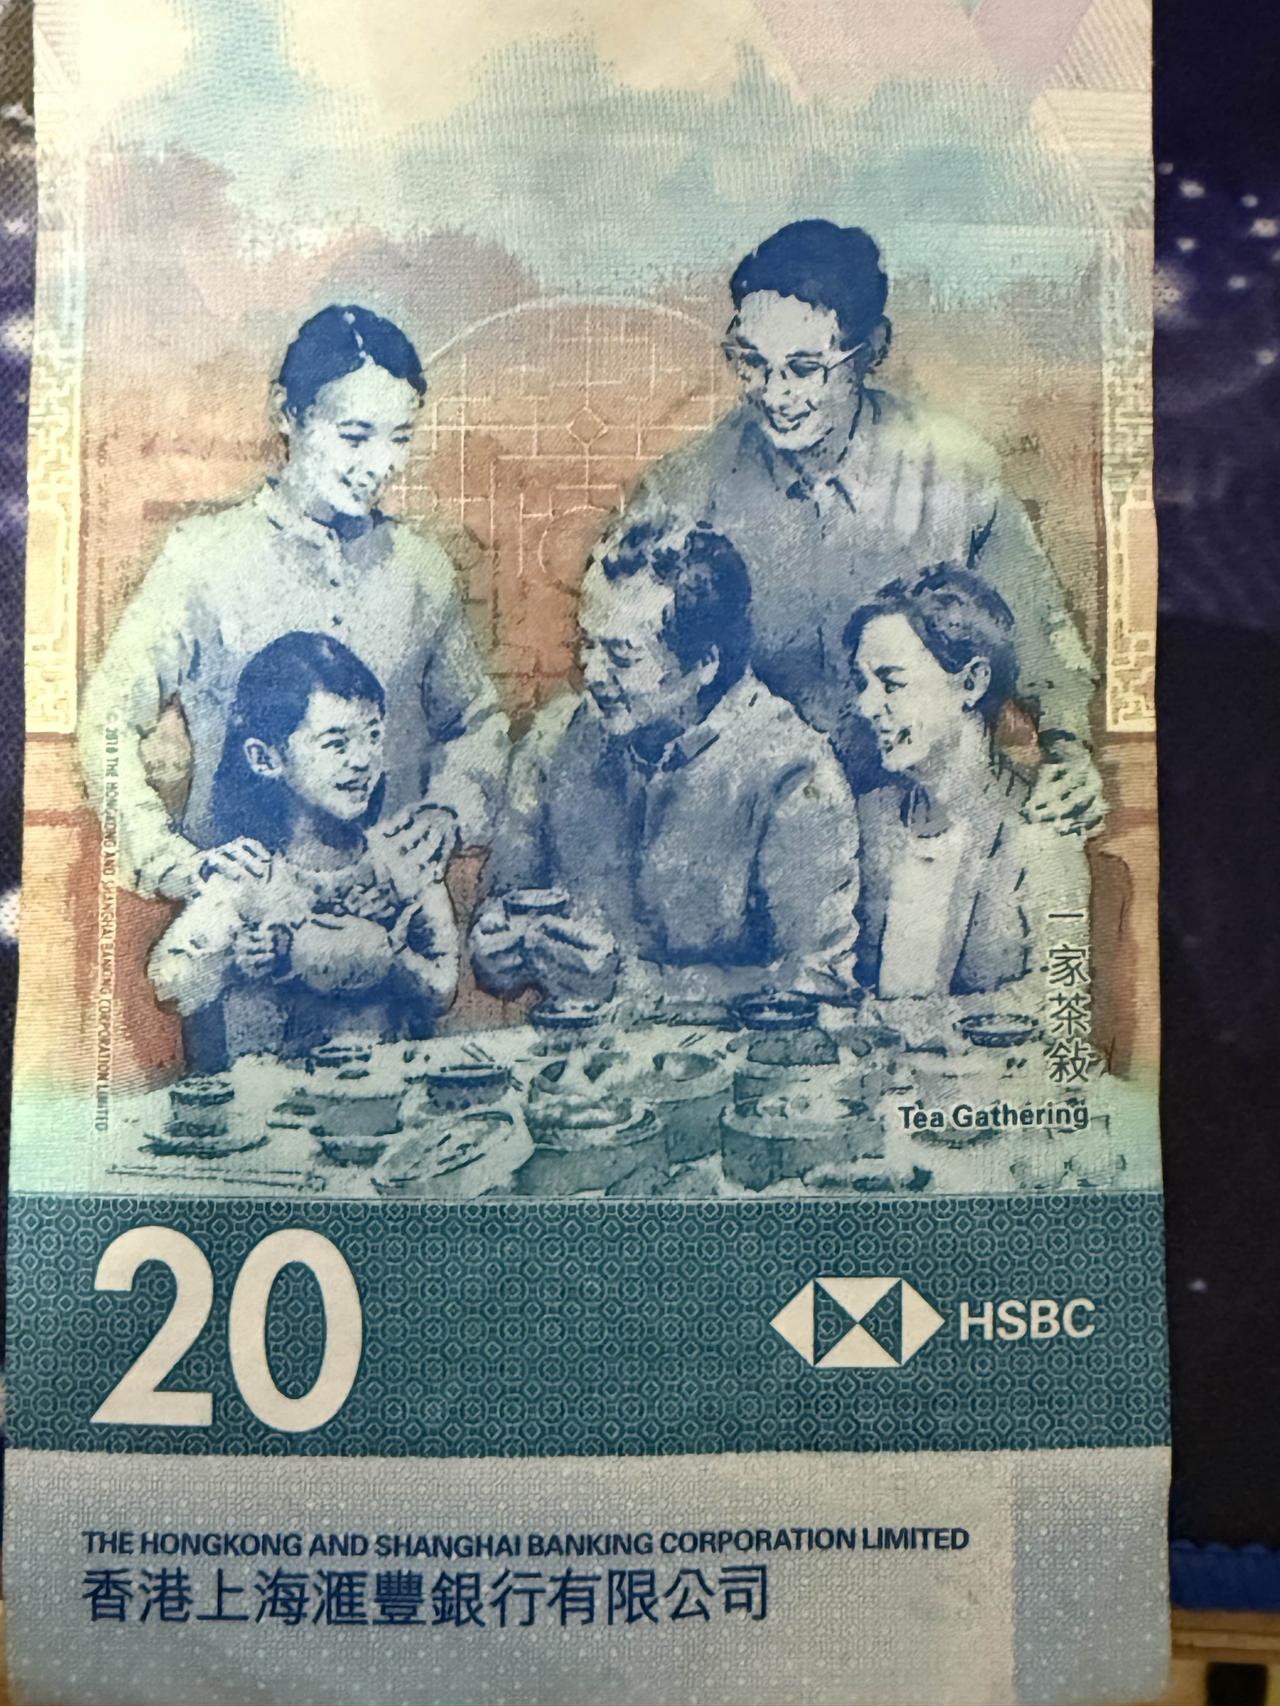 © 2018 THE HONGKONG AND SHANGHAI BANKING CORPORATION LIMITED
一家茶敍
Tea Gathering
20
HSBC
THE HONGKONG AND SHANGHAI BANKING CORPORATION LIMITED
香港上海滙豐銀行有限公司